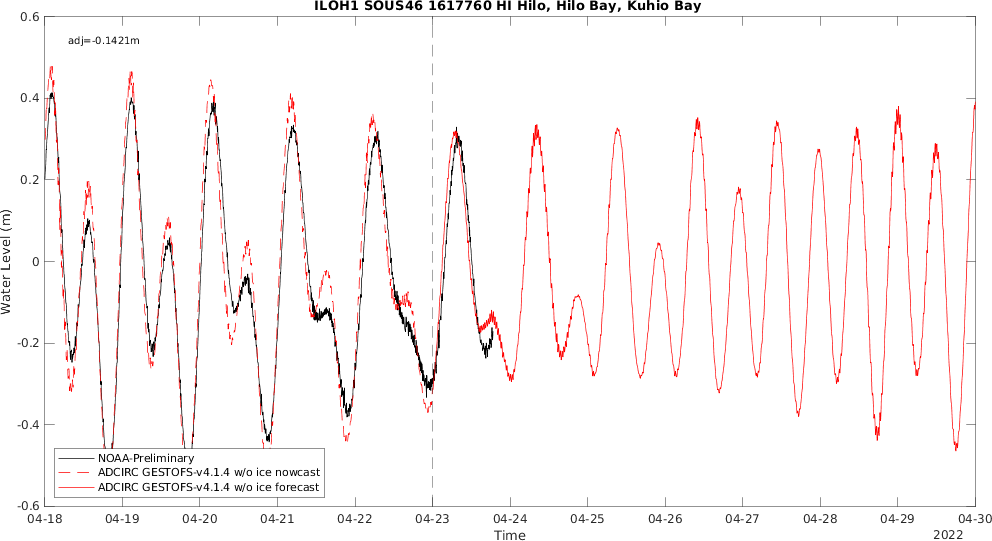 ILOH1 SOUS46 1617760 HI Hilo, Hilo Bay, Kuhio Bay
adj=-0.1421m
0.6
0.4
0.2
0
-0.2
-0.4
-0.6
Water Level (m)
NOAA-Preliminary
ADCIRC GESTOFS-v4.1.4 w/o ice nowcast
ADCIRC GESTOFS-v4.1.4 w/o ice forecast
04-18 04-19 04-20 04-21 04-22 04-23 04-24 04-25 04-26 04-27 04-28 04-29 04-30
Time
2022